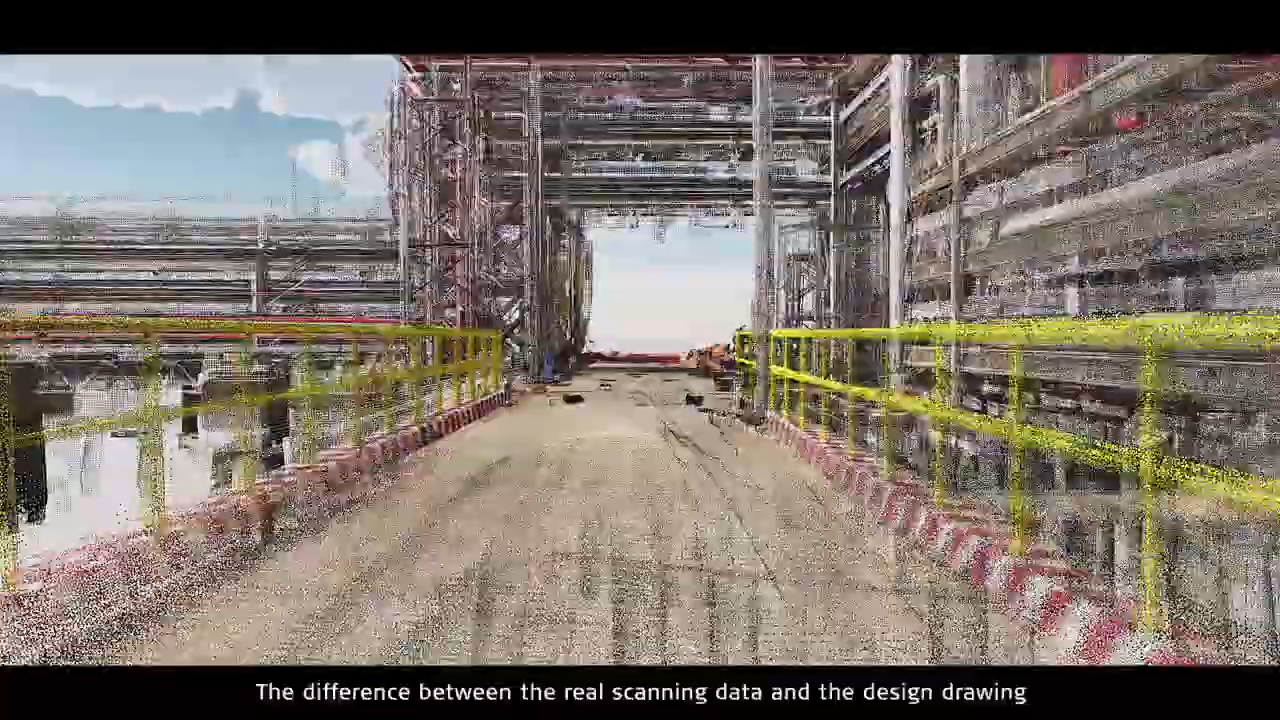 The difference between the real scanning data and the design drawing